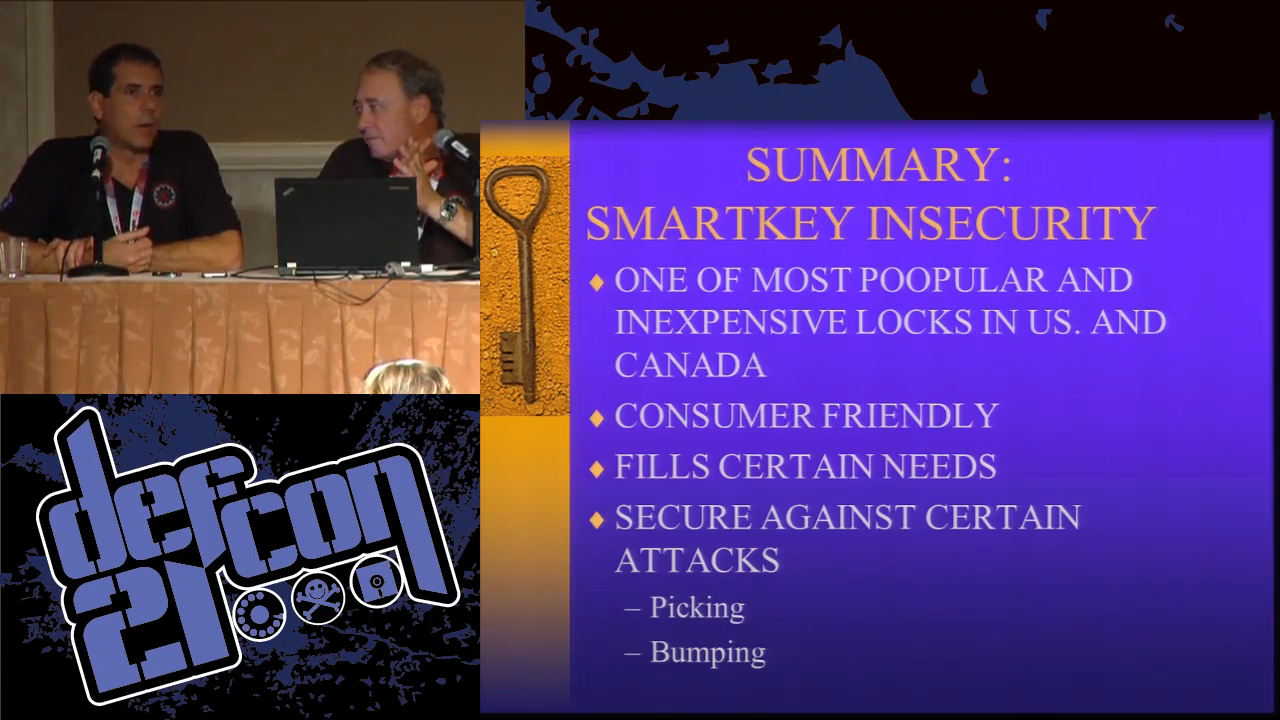 SUMMARY:
SMARTKEY INSECURITY
ONE OF MOST POOPULAR AND
INEXPENSIVE LOCKS IN US. AND
CANADA
CONSUMER FRIENDLY
FILLS CERTAIN NEEDS
SECURE AGAINST CERTAIN
ATTACKS
– Picking
– Bumping
defcon
21